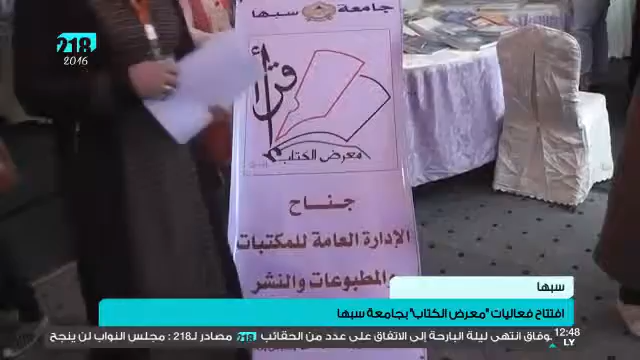 218
2016
جامعة سبها
اقرأ
معرض الكتاب
جناح
الإدارة العامة للمكتبات
والمطبوعات والنشر
سبها
افتتاح فعاليات "معرض الكتاب" بجامعة سبها
12:48
LY
وفاق انتهى ليلة البارحة إلى الاتفاق على عدد من الحقائب 218 مصادر لـ218 : مجلس النواب لن ينجح